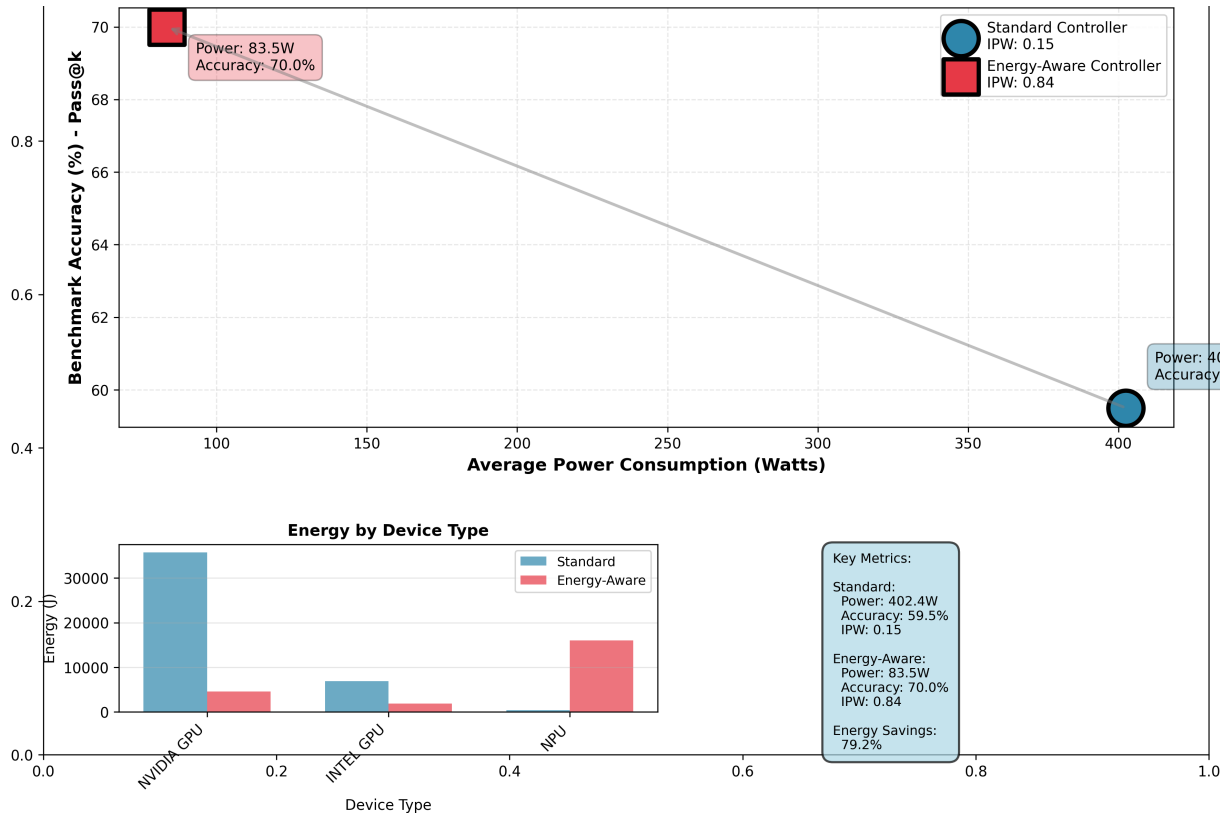 70
68
66
64
62
60
Benchmark Accuracy (%) - Pass@k
Power: 83.5W
Accuracy: 70.0%
Standard Controller
IPW: 0.15
Energy-Aware Controller
IPW: 0.84
Power: 40
Accuracy
100
150
200
250
300
350
400
Average Power Consumption (Watts)
0.8
0.6
0.4
0.2
0.0
Energy by Device Type
Standard
Energy-Aware
30000
20000
10000
0
Energy (J)
NVIDIA GPU
INTEL GPU
NPU
Device Type
Key Metrics:
Standard:
Power: 402.4W
Accuracy: 59.5%
IPW: 0.15
Energy-Aware:
Power: 83.5W
Accuracy: 70.0%
IPW: 0.84
Energy Savings:
79.2%
0.0
0.2
0.4
0.6
0.8
1.0